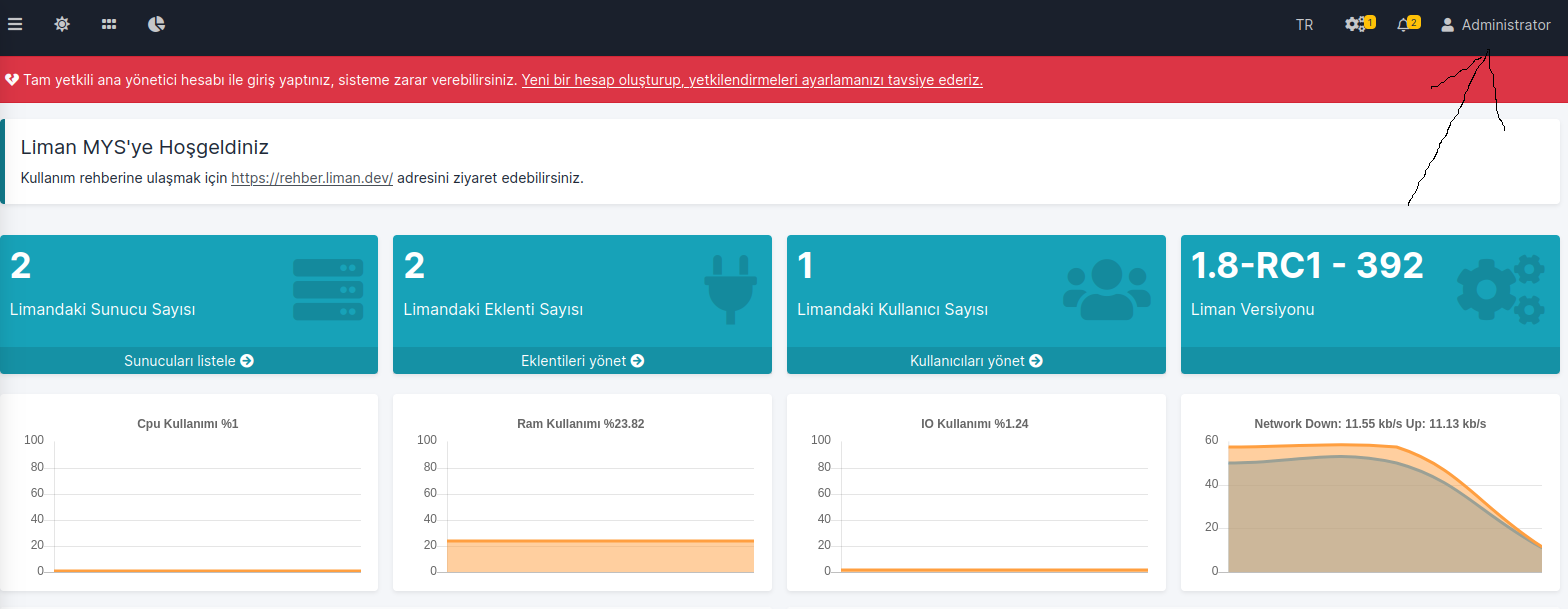 TR 1 2 Administrator
Tam yetkili ana yönetici hesabı ile giriş yaptınız, sisteme zarar verebilirsiniz. Yeni bir hesap oluşturup, yetkilendirmeleri ayarlamanızı tavsiye ederiz.
Liman MYS'ye Hoşgeldiniz
Kullanım rehberine ulaşmak için https://rehber.liman.dev/ adresini ziyaret edebilirsiniz.
2
Limandaki Sunucu Sayısı
Sunucuları listele
2
Limandaki Eklenti Sayısı
Eklentileri yönet
1
Limandaki Kullanıcı Sayısı
Kullanıcıları yönet
1.8-RC1 - 392
Liman Versiyonu
Cpu Kullanımı %1
100
80
60
40
20
0
Ram Kullanımı %23.82
100
80
60
40
20
0
IO Kullanımı %1.24
100
80
60
40
20
0
Network Down: 11.55 kb/s Up: 11.13 kb/s
60
40
20
0